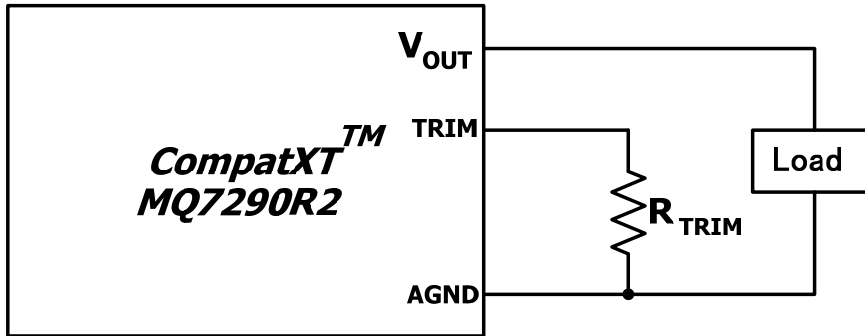 VOUT
TRIM
CompatXT™
MQ7290R2
Load
RTRIM
AGND